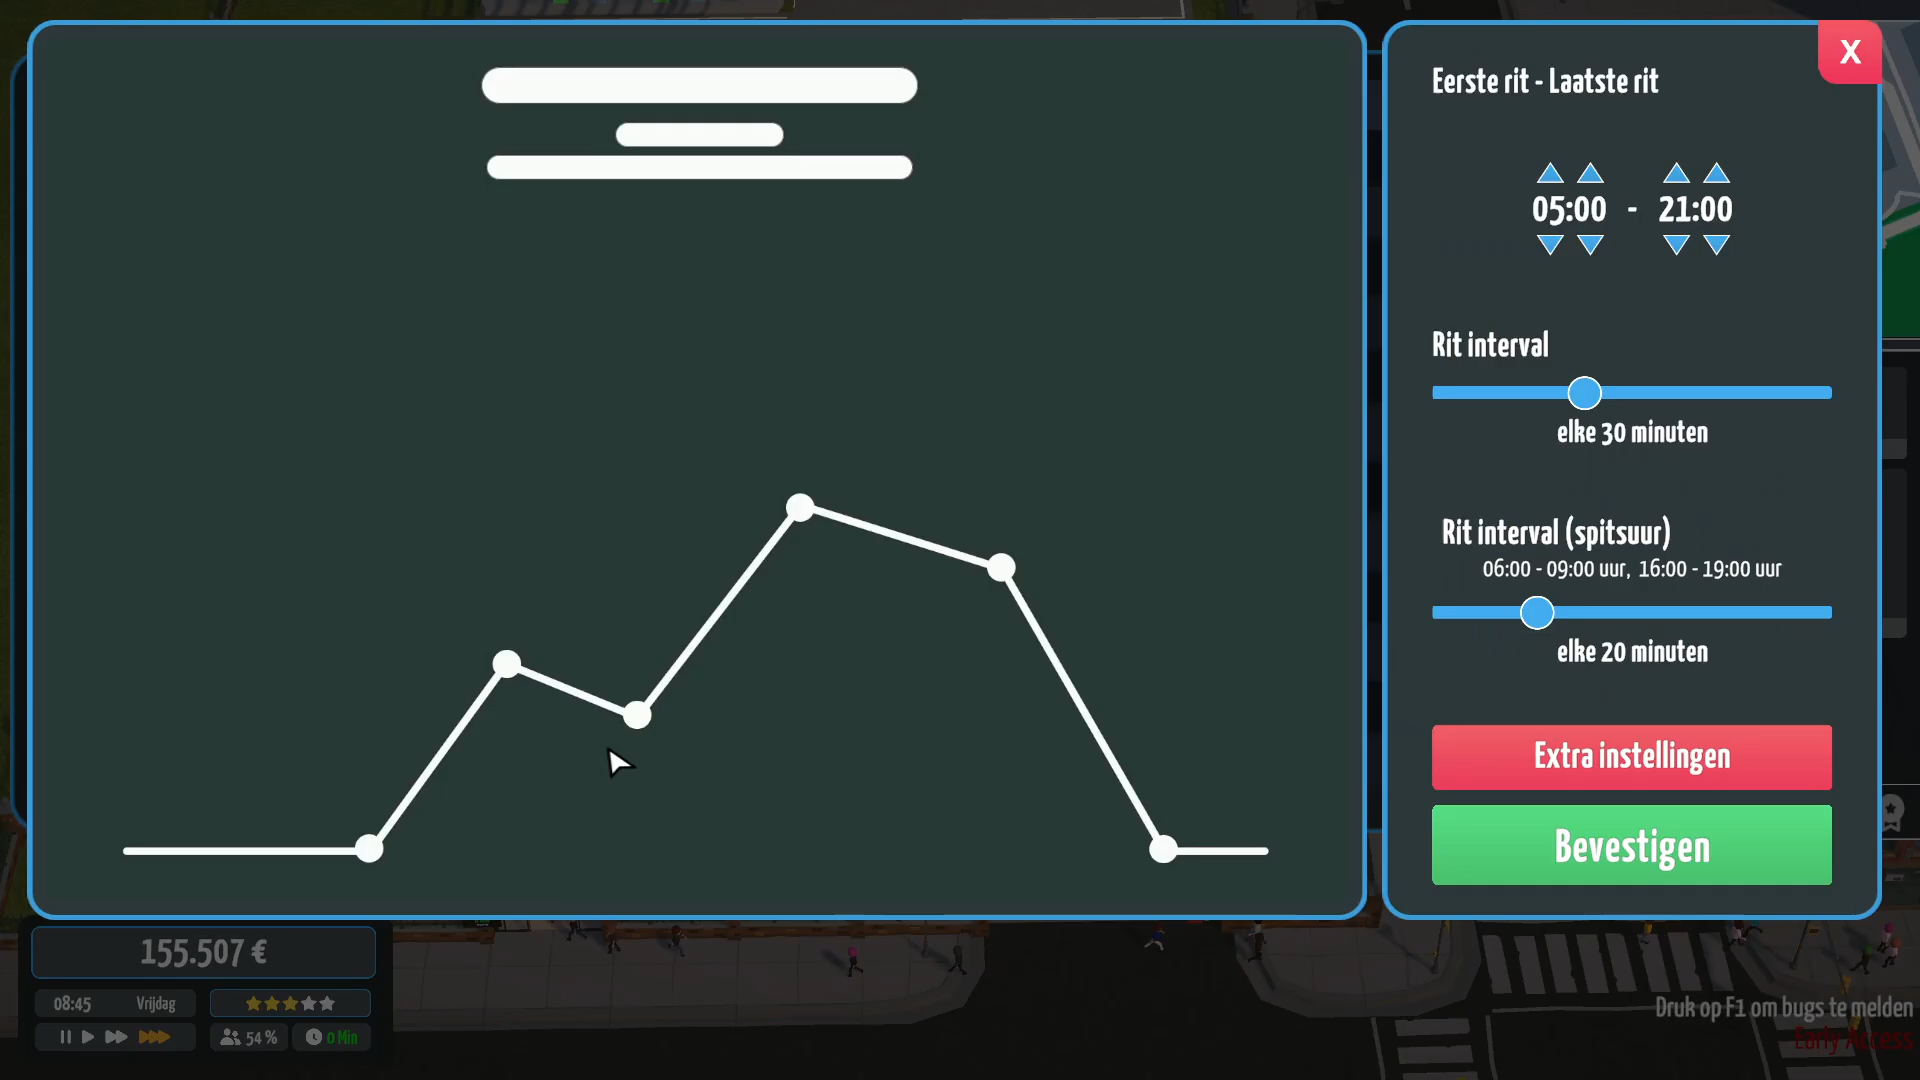 X
Eerste rit - Laatste rit
05:00 - 21:00
Rit interval
elke 30 minuten
Rit interval (spitsuur)
06:00 - 09:00 uur, 16:00 - 19:00 uur
elke 20 minuten
Extra instellingen
Bevestigen
155.507 €
08:45 Vrijdag
54 %
0 Min
Druk op F1 om bugs te melden
Early Access